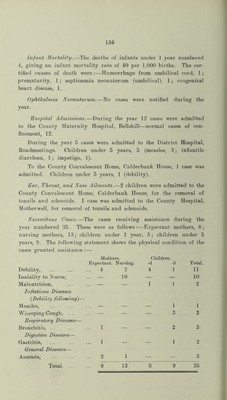 136
Infant Mortality.—The deaths of infants under 1 year numbered
4, giving an infant mortality rate of 60 per 1,000 births. The cer-
tified causes of death were:—Hæmorrhage from umbilical cord, 1;
prematurity, 1; septicæmia neonatorum (umbilical), 1; congenital
heart disease, 1.
Ophthalmia Neonatorum.—No cases were notified during the
year.
Hospital Admissions.—During the year 12 cases were admitted
to the County Maternity Hospital, Bellshill—normal cases of con-
finement, 12.
During the year 5 cases were admitted to the District Hospital,
Roadmeetings. Children under 5 years, 5 (measles, 3; infantile
diarrhœa, 1; impetigo, 1).
To the County Convalescent Home, Calderbank House, 1 case was
admitted. Children under 5 years, 1 (debility).
Ear, Throat, and Nose Ailments.—2 children were admitted to the
County Convalescent Home, Calderbank House, for the removal of
tonsils and adenoids. 1 case was admitted to the County Hospital,
Motherwell, for removal of tonsils and adenoids.
Necessitous Cases.—The cases receiving assistance during the
year numbered 35. These were as follows:—Expectant mothers, 8;
nursing mothers, 13; children under 1 year, 5; children under 5
years, 9. The following statement shows the physical condition of the
cases granted assistance:—
Mothers. Children.
Expectant. Nursing. -1 -5 Total.
Debility, ... ... 4 2 4 1 11
Inability to Nurse, ... — 10 — — 10
Malnutrition, ... ... — — 1 1 2
Infectious Diseases
(Debility following)—
Measles, ... ... — — — 1 1
Whooping Cough, ... — — — 3 3
Respiratory Diseases—
Bronchitis, ... ... 1 — — 2 3
Digestive Diseases—
Gastritis, ... ... 1 — — 1 2
General Diseases—
Anæmia, ... ... 2 1 — — 3
Total. ... 8 13 5 9 35